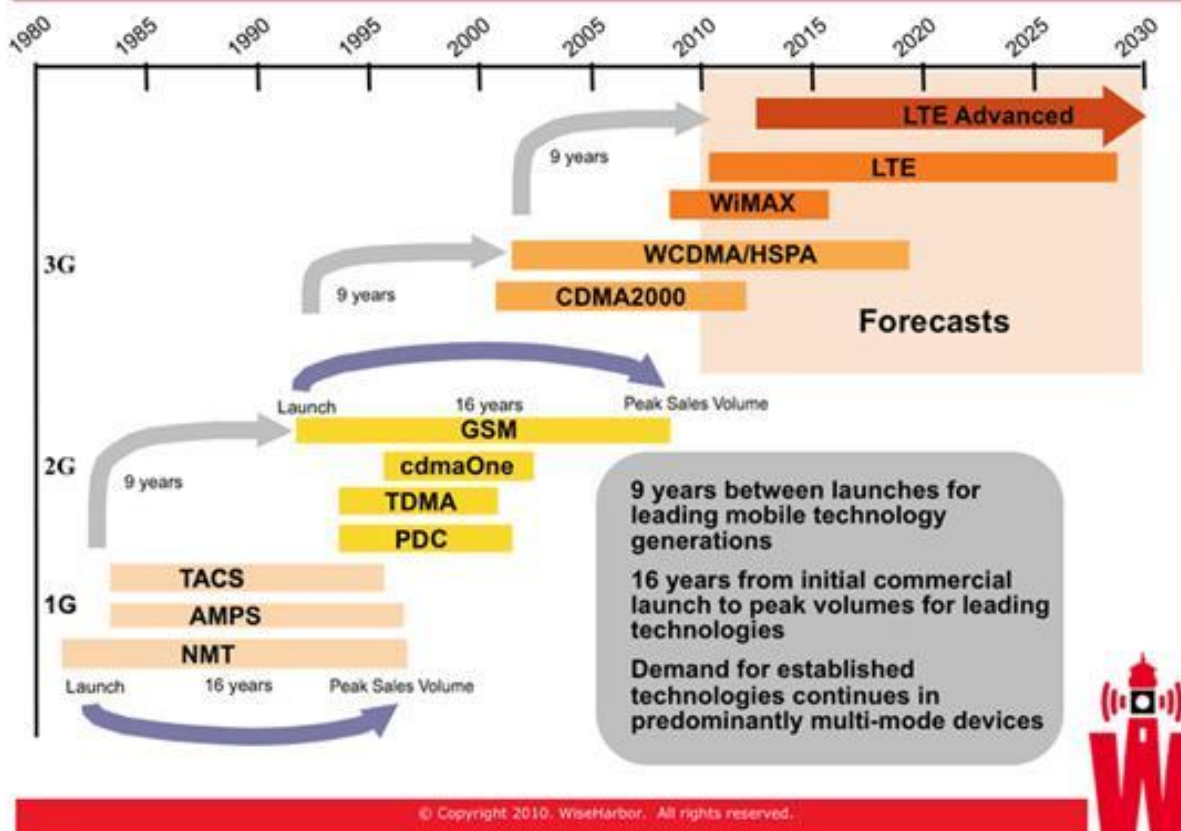 1980 1985 1990 1995 2000 2005 2010 2015 2020 2025 2030
LTE Advanced
9 years
LTE
WiMAX
3G
WCDMA/HSPA
9 years
CDMA2000
Forecasts
Launch 16 years Peak Sales Volume
GSM
2G
cdmaOne
9 years
TDMA
PDC
9 years between launches for
leading mobile technology
generations
16 years from initial commercial
launch to peak volumes for leading
technologies
Demand for established
technologies continues in
predominantly multi-mode devices
TACS
1G
AMPS
NMT
Launch 16 years Peak Sales Volume
W
© Copyright 2010. WiseHarbor. All rights reserved.